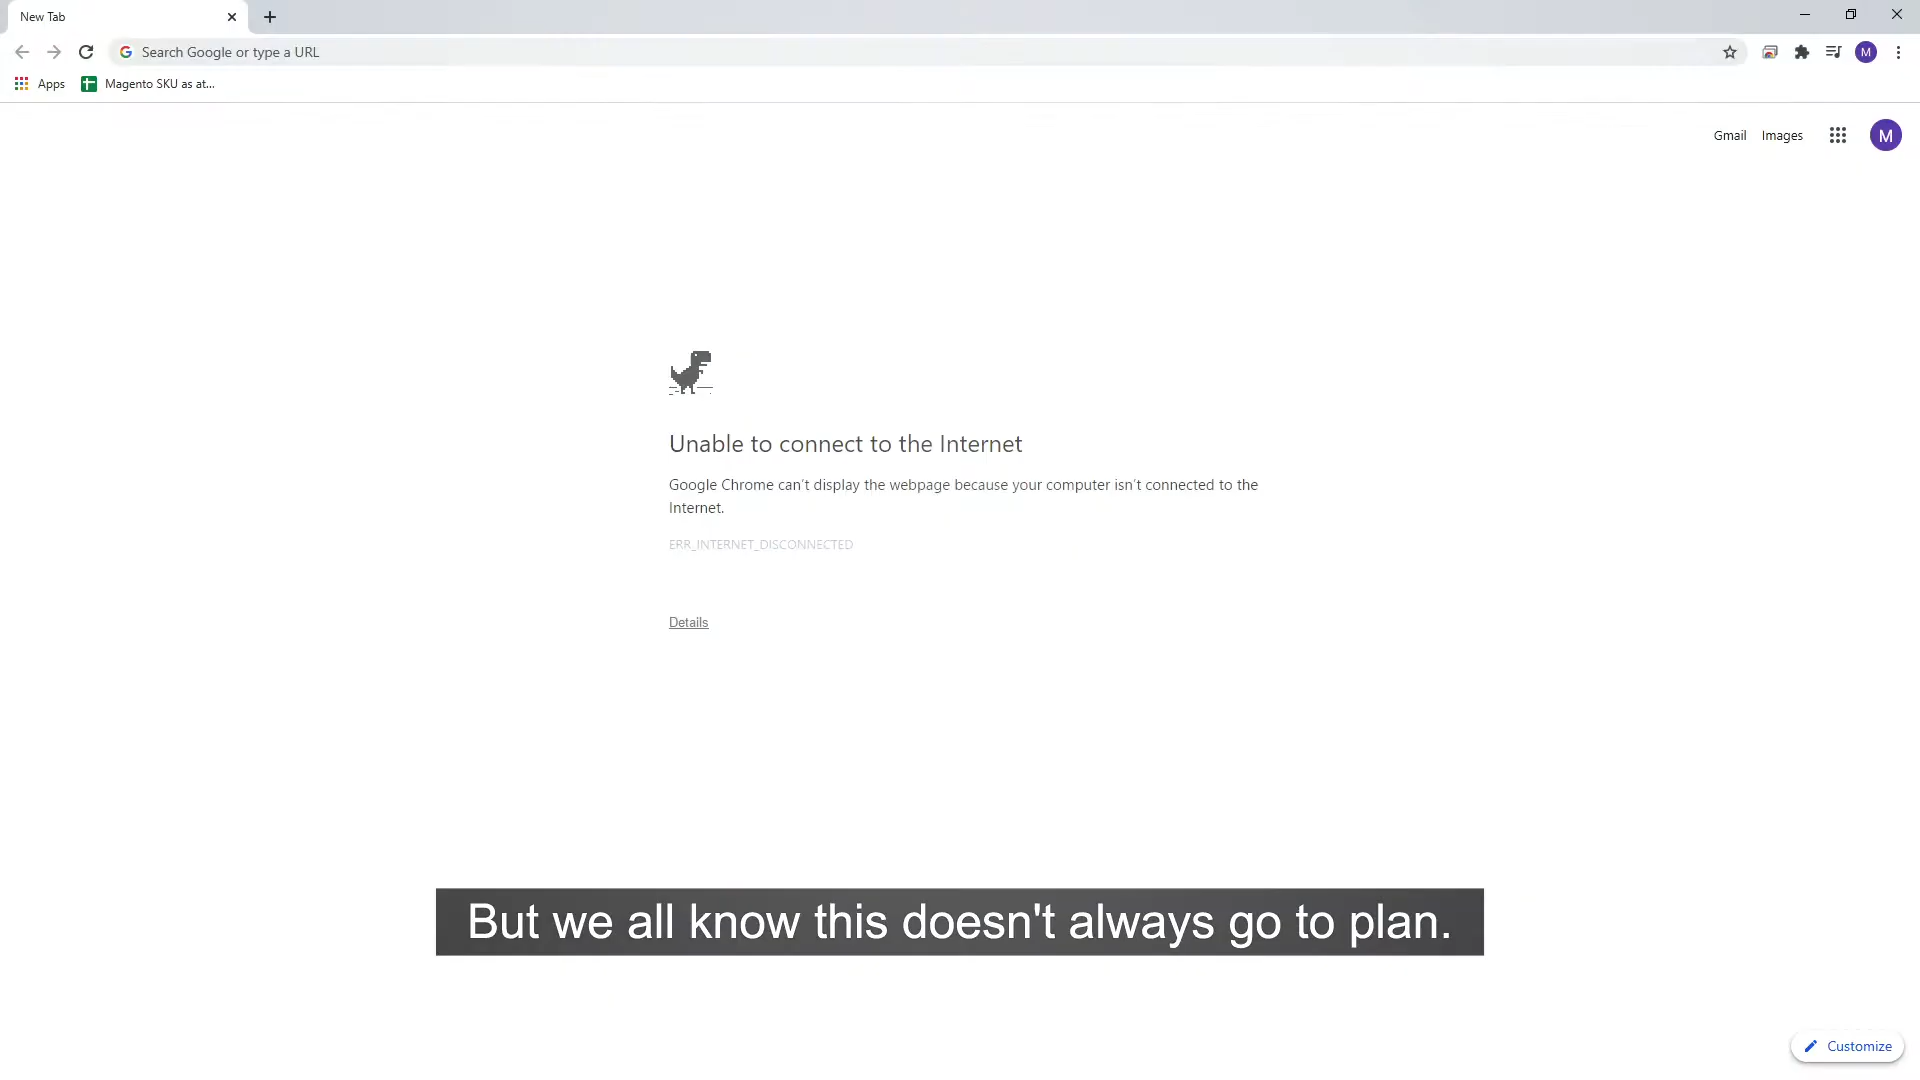 New Tab
Search Google or type a URL
M
Apps
Magento SKU as at...
Gmail
Images
M
Unable to connect to the Internet
Google Chrome can't display the webpage because your computer isn't connected to the
Internet.
ERR_INTERNET_DISCONNECTED
Details
But we all know this doesn't always go to plan.
Customize